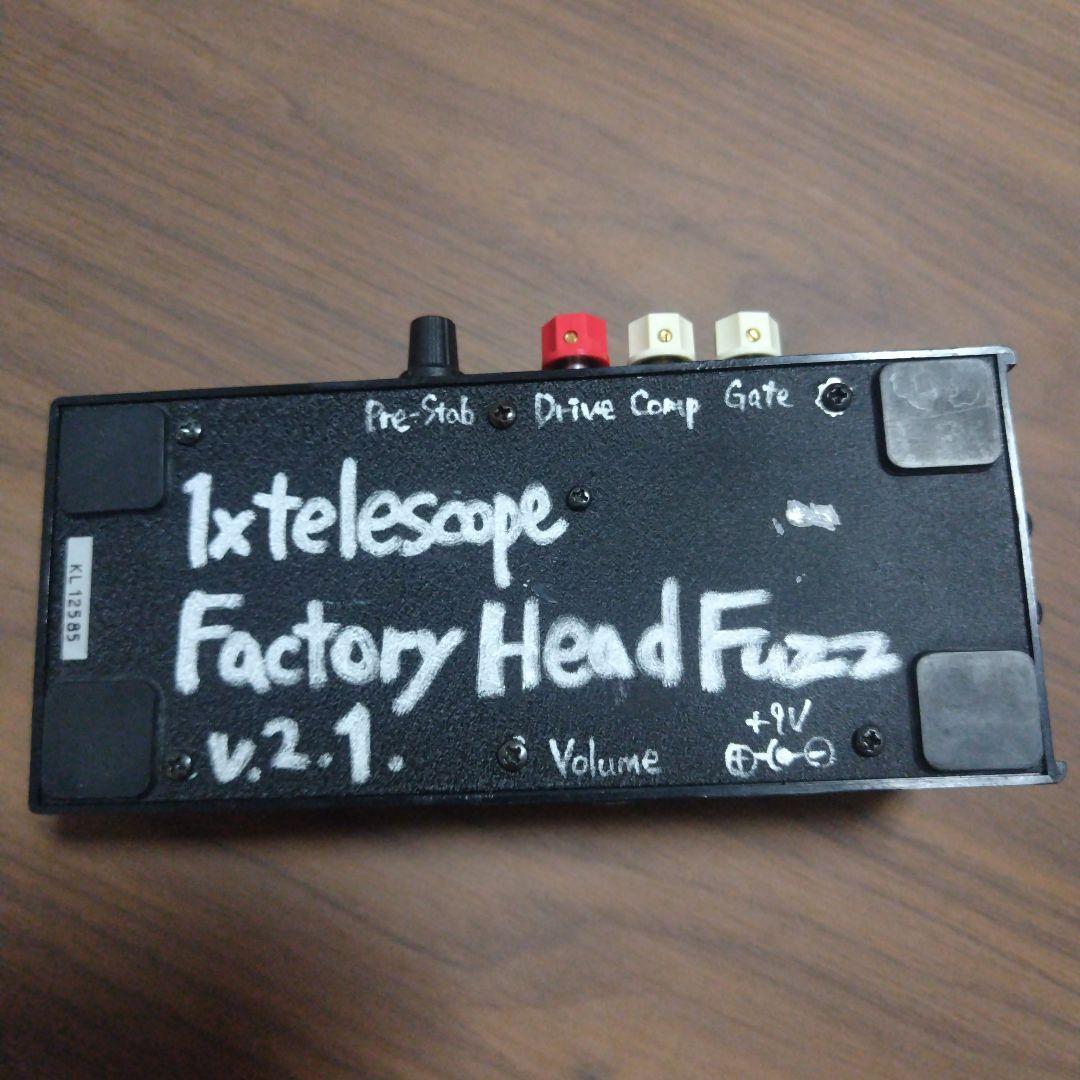 Pre-Stab Drive Comp Gate
1xtelescope
Factory Head Fuzz
v.2.1.
Volume
+9V
KL 12585